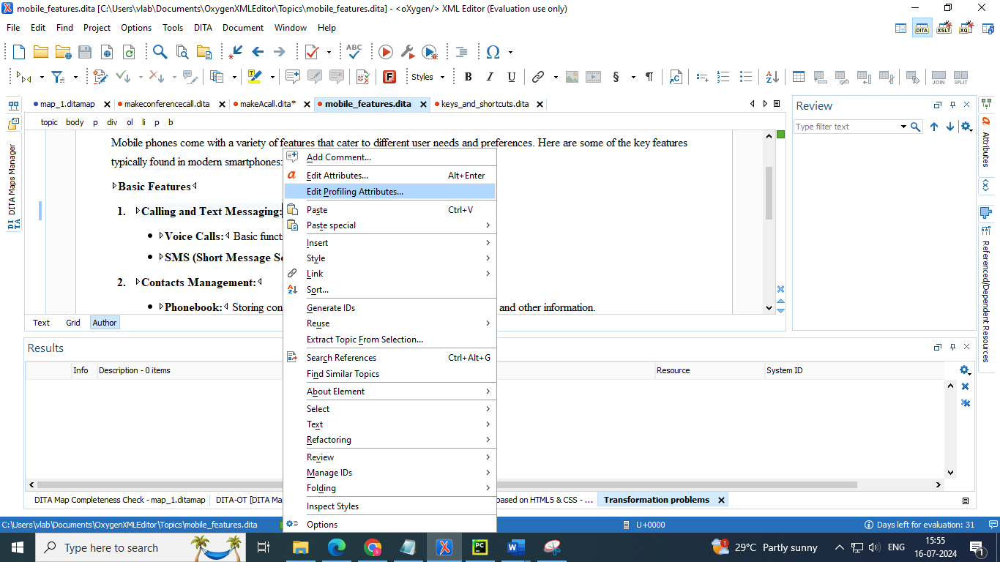 mobile_features.dita [C:\Users\vlab\Documents\OxygenXMLEditor\Topics\mobile_features.dita] - <oXygen/> XML Editor (Evaluation use only)
File Edit Find Project Options Tools DITA Document Window Help
DITA XSLT XQ
ABC
Styles B I U § ¶ JOIN SPLIT
map_1.ditamap makeconferencecall.dita makeAcall.dita* mobile_features.dita keys_and_shortcuts.dita
topic body p div ol li p b
Mobile phones come with a variety of features that cater to different user needs and preferences. Here are some of the key features
typically found in modern smartphones:
Basic Features
1. Calling and Text Messaging:
• Voice Calls: Basic funct
• SMS (Short Message Se
2. Contacts Management:
• Phonebook: Storing con and other information.
Text Grid Author
DITA Maps Manager
Add Comment...
Edit Attributes... Alt+Enter
Edit Profiling Attributes...
Paste Ctrl+V
Paste special
Insert
Style
Link
Sort...
Generate IDs
Reuse
Extract Topic From Selection...
Search References Ctrl+Alt+G
Find Similar Topics
About Element
Select
Text
Refactoring
Review
Manage IDs
Folding
Inspect Styles
Options
Review
Type filter text
Attributes
Referenced/Dependent Resources
Results
Info Description - 0 items Resource System ID
DITA Map Completeness Check - map_1.ditamap DITA-OT [DITA Ma based on HTML5 & CSS - ... Transformation problems
C:\Users\vlab\Documents\OxygenXMLEditor\Topics\mobile_features.dita U+0000 Days left for evaluation: 31
Type here to search 29°C Partly sunny ENG 15:55
16-07-2024